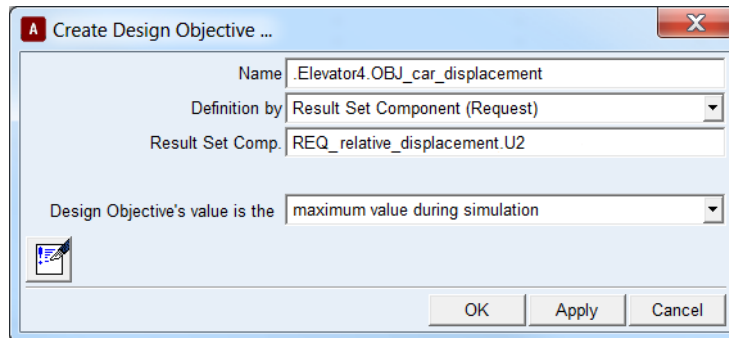 A Create Design Objective ...
X
Name .Elevator4.OBJ_car_displacement
Definition by Result Set Component (Request)
Result Set Comp. REQ_relative_displacement.U2
Design Objective's value is the maximum value during simulation
OK Apply Cancel